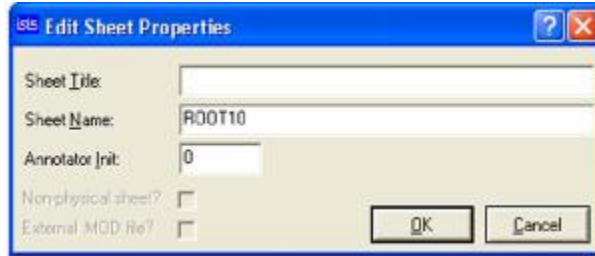 ISIS Edit Sheet Properties
Sheet Title:
Sheet Name: ROOT10
Annotator Init: 0
Non-physical sheet?
External .MOD file?
OK Cancel